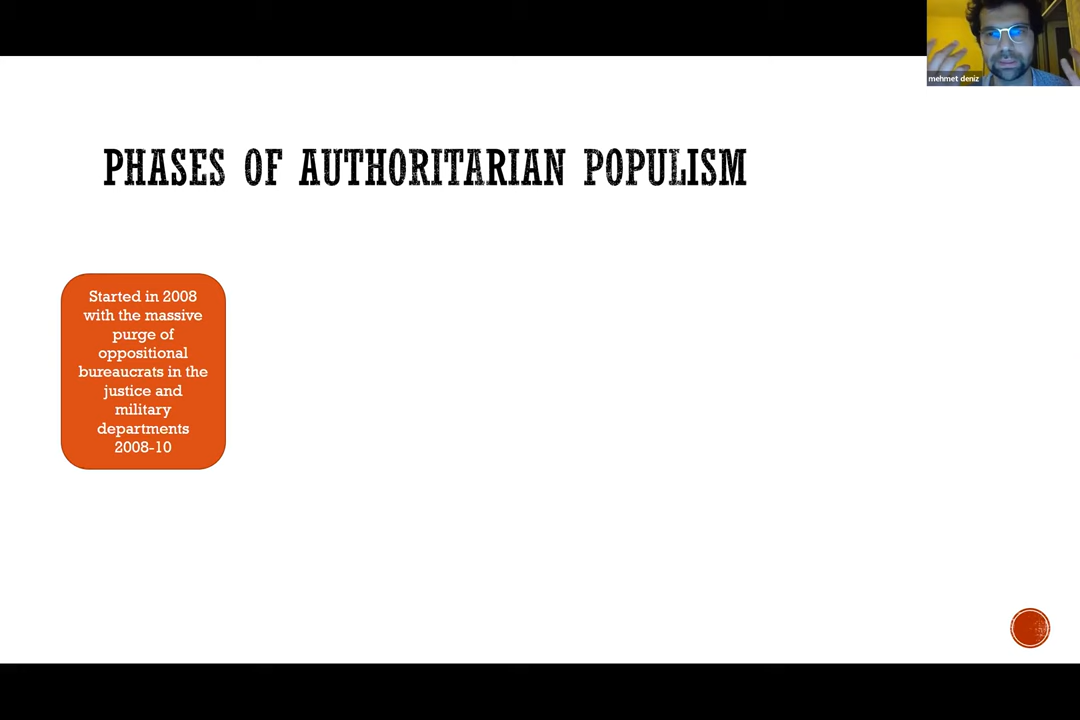 mehmet deniz
PHASES OF AUTHORITARIAN POPULISM
Started in 2008
with the massive
purge of
oppositional
bureaucrats in the
justice and
military
departments
2008-10